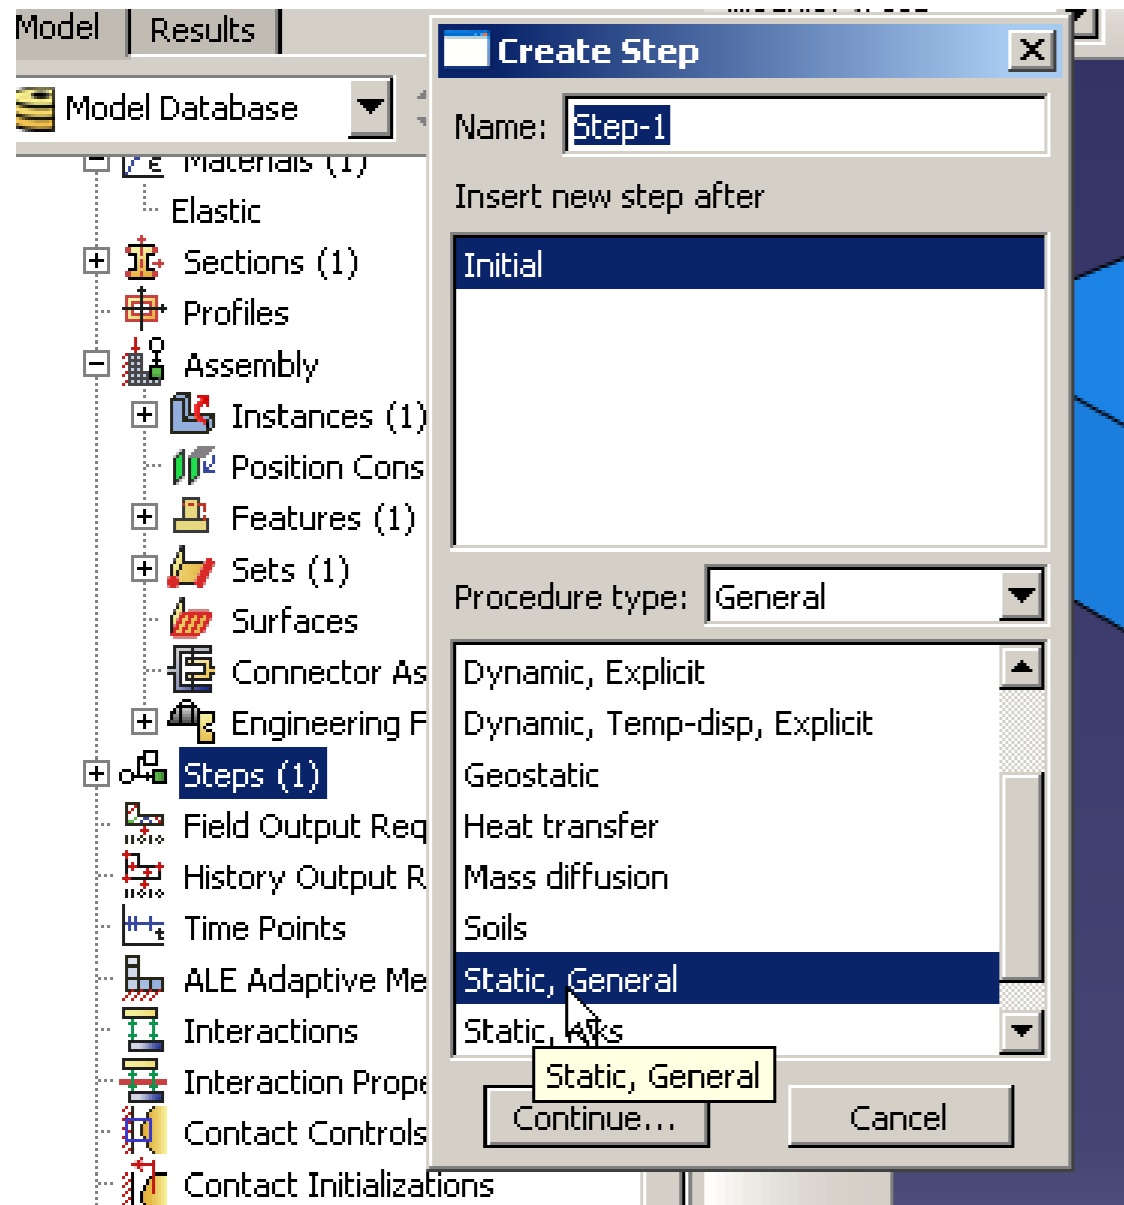 Model
Results
Model Database
Materials (1)
Elastic
Sections (1)
Profiles
Assembly
Instances (1)
Position Cons
Features (1)
Sets (1)
Surfaces
Connector As
Engineering F
Steps (1)
Field Output Req
History Output R
Time Points
ALE Adaptive Me
Interactions
Interaction Prope
Contact Controls
Contact Initializations
Create Step
Name: Step-1
Insert new step after
Initial
Procedure type: General
Dynamic, Explicit
Dynamic, Temp-disp, Explicit
Geostatic
Heat transfer
Mass diffusion
Soils
Static, General
Static,
Static, General
Continue...
Cancel